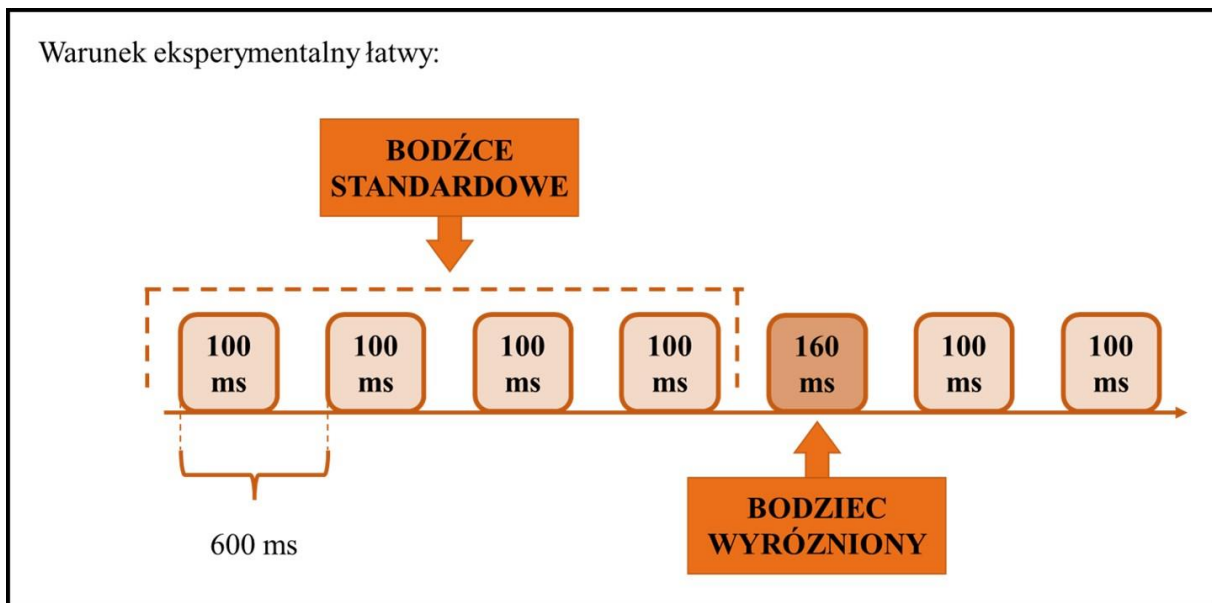 Warunek eksperymentalny łatwy:
BODŹCE
STANDARDOWE
100
ms
100
ms
100
ms
100
ms
160
ms
100
ms
100
ms
600 ms
BODZIEC
WYRÓZNIONY